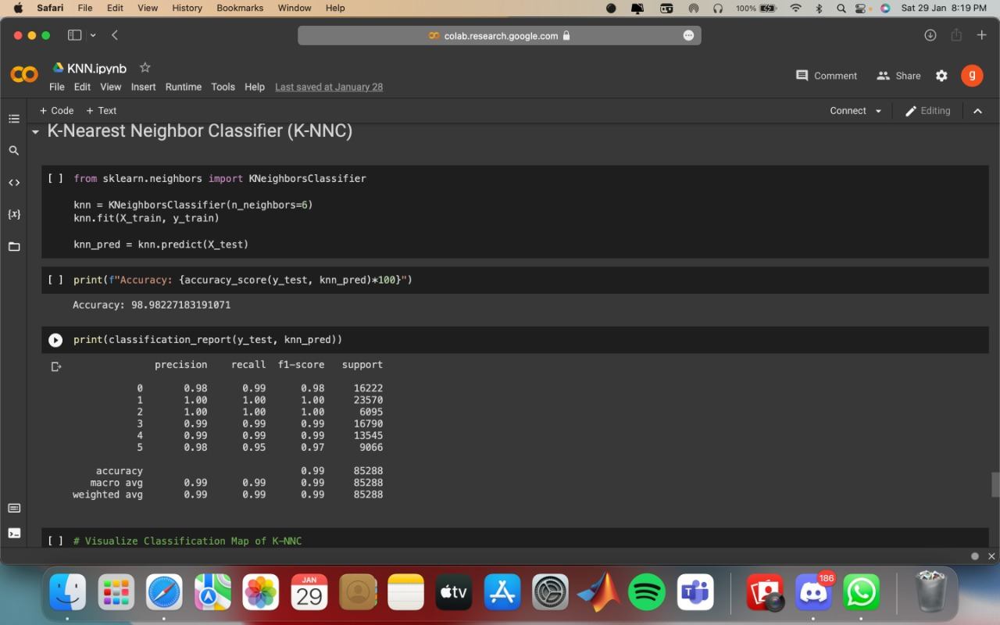 Safari File Edit View History Bookmarks Window Help 100% Sat 29 Jan 8:19 PM
colab.research.google.com
KNN.ipynb
File Edit View Insert Runtime Tools Help Last saved at January 28
Comment Share g
+ Code + Text Connect Editing
K-Nearest Neighbor Classifier (K-NNC)
[ ] from sklearn.neighbors import KNeighborsClassifier
knn = KNeighborsClassifier(n_neighbors=6)
knn.fit(X_train, y_train)
knn_pred = knn.predict(X_test)
[ ] print(f"Accuracy: {accuracy_score(y_test, knn_pred)*100}")
Accuracy: 98.98227183191071
print(classification_report(y_test, knn_pred))
precision recall f1-score support
0 0.98 0.99 0.98 16222
1 1.00 1.00 1.00 23570
2 1.00 1.00 1.00 6095
3 0.99 0.99 0.99 16790
4 0.99 0.99 0.99 13545
5 0.98 0.95 0.97 9066
accuracy 0.99 85288
macro avg 0.99 0.99 0.99 85288
weighted avg 0.99 0.99 0.99 85288
[ ] # Visualize Classification Map of K-NNC
JAN
29
tv
186